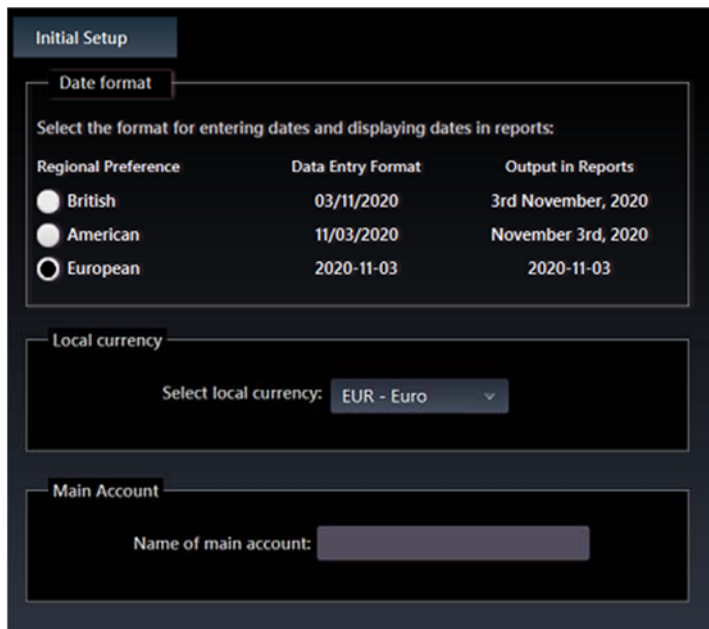 Initial Setup
Date format
Select the format for entering dates and displaying dates in reports:
Regional Preference Data Entry Format Output in Reports
British 03/11/2020 3rd November, 2020
American 11/03/2020 November 3rd, 2020
European 2020-11-03 2020-11-03
Local currency
Select local currency: EUR - Euro
Main Account
Name of main account: